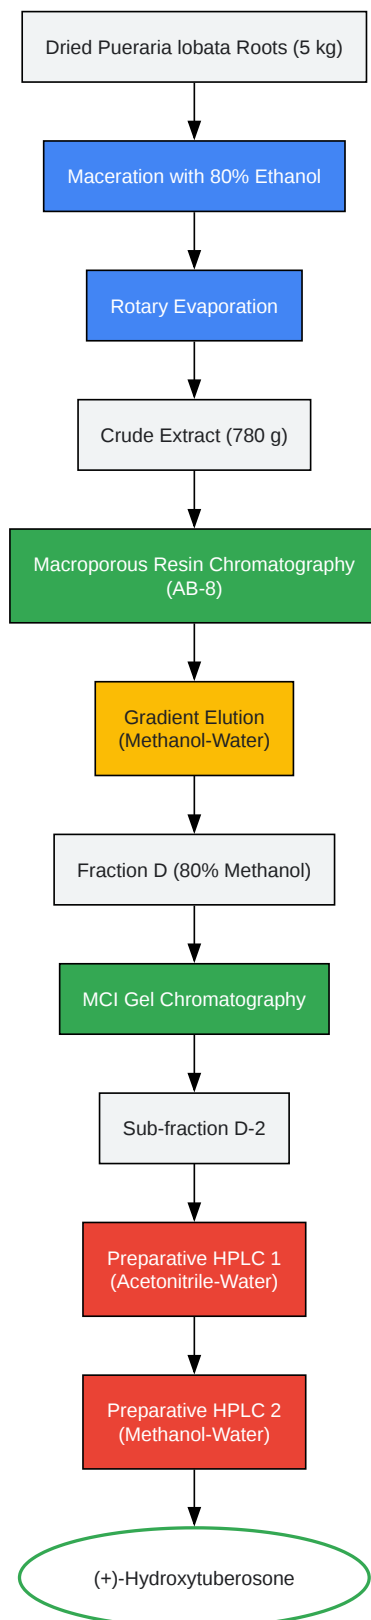 Dried Pueraria lobata Roots (5 kg)
Maceration with 80% Ethanol
Rotary Evaporation
Crude Extract (780 g)
Macroporous Resin Chromatography
(AB-8)
Gradient Elution
(Methanol-Water)
Fraction D (80% Methanol)
MCI Gel Chromatography
Sub-fraction D-2
Preparative HPLC 1
(Acetonitrile-Water)
Preparative HPLC 2
(Methanol-Water)
(+)-Hydroxytuberosone